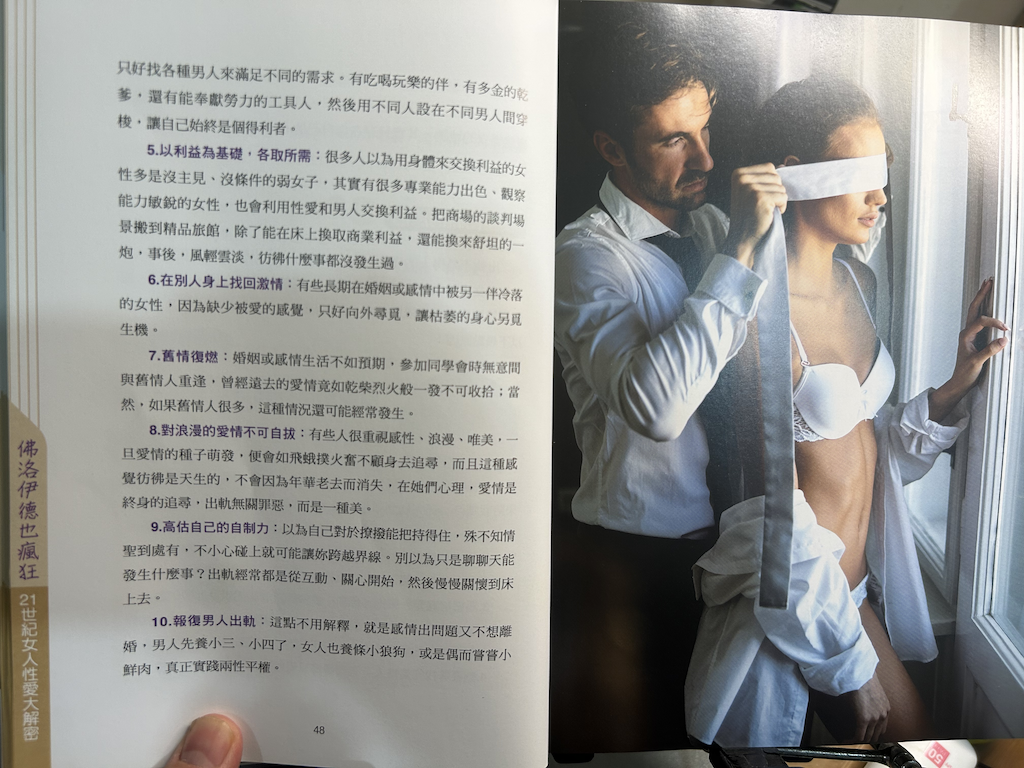 只好找各種男人來滿足不同的需求。有吃喝玩樂的伴，有多金的乾
爹，還有能奉獻勞力的工具人，然後用不同人設在不同男人間穿
梭，讓自己始終是個得利者。
5.以利益為基礎，各取所需：很多人以為用身體來交換利益的女
性多是沒主見、沒條件的弱女子，其實有很多專業能力出色、觀察
能力敏銳的女性，也會利用性愛和男人交換利益。把商場的談判場
景搬到精品旅館，除了能在床上換取商業利益，還能換來舒坦的一
炮，事後，風輕雲淡，彷彿什麼事都沒發生過。
6.在別人身上找回激情：有些長期在婚姻或感情中被另一伴冷落
的女性，因為缺少被愛的感覺，只好向外尋覓，讓枯萎的身心另覓
生機。
7.舊情復燃：婚姻或感情生活不如預期，參加同學會時無意間
與舊情人重逢，曾經遠去的愛情竟如乾柴烈火般一發不可收拾；當
然，如果舊情人很多，這種情況還可能經常發生。
8.對浪漫的愛情不可自拔：有些人很重視感性、浪漫、唯美，一
旦愛情的種子萌發，便會如飛蛾撲火奮不顧身去追尋，而且這種感
覺彷彿是天生的，不會因為年華老去而消失，在她們心理，愛情是
終身的追尋，出軌無關罪惡，而是一種美。
9.高估自己的自制力：以為自己對於撩撥能把持得住，殊不知情
聖到處有，不小心碰上就可能讓妳跨越界線。別以為只是聊聊天能
發生什麼事？出軌經常都是從互動、關心開始，然後慢慢關懷到床
上去。
10.報復男人出軌：這點不用解釋，就是感情出問題又不想離
婚，男人先養小三、小四了，女人也養條小狼狗，或是偶而嘗嘗小
鮮肉，真正實踐兩性平權。
48
佛洛伊德也瘋狂
21世紀女人性愛大解密
50